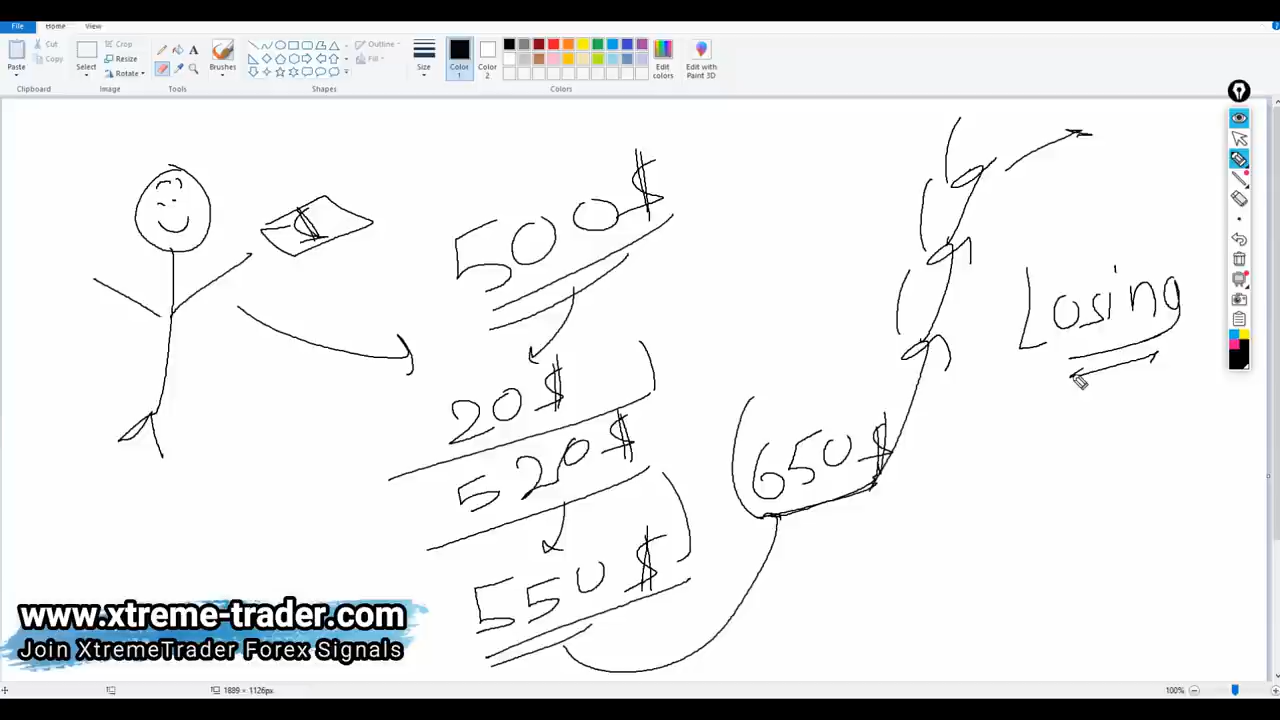 File Home View
Paste Cut Copy Select Crop Resize Rotate A Brushes Outline Fill Size Color 1 Color 2 Edit colors Edit with Paint 3D
Clipboard Image Tools Shapes Colors
$
500$
20$
520$
550$
650$
Losing
www.xtreme-trader.com
Join XtremeTrader Forex Signals
1889 × 1126px 100%